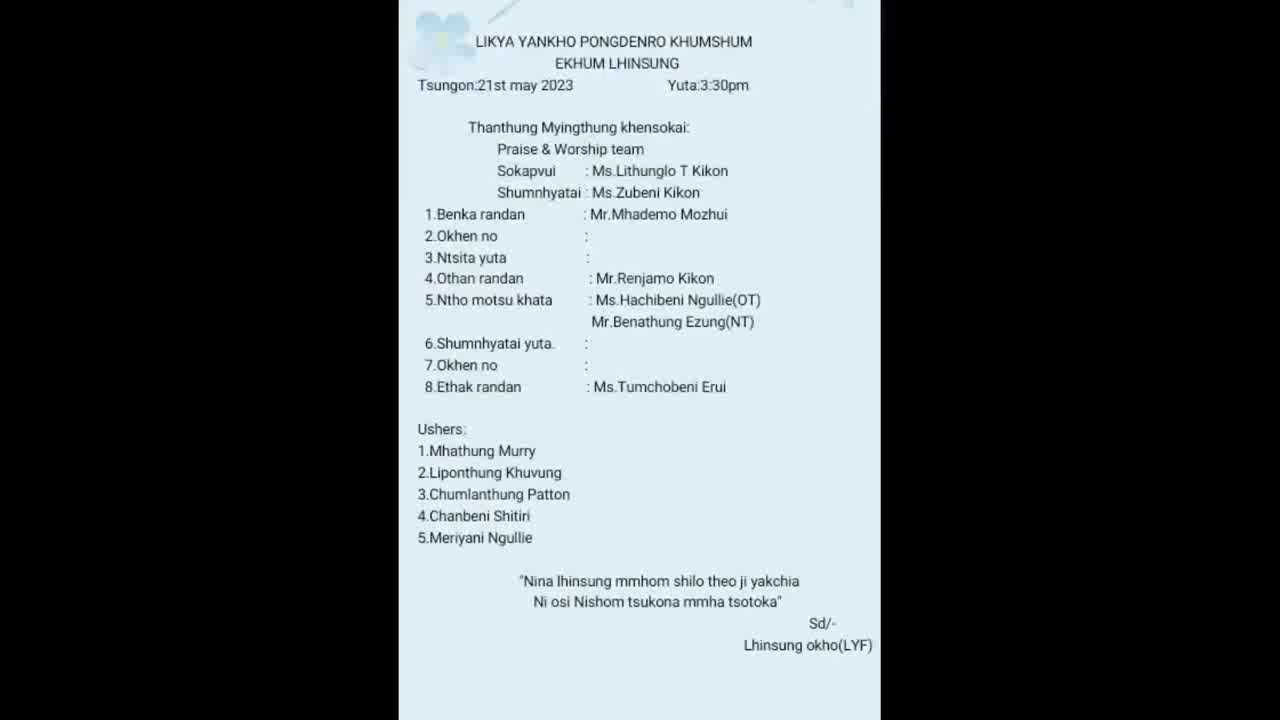 LIKYA YANKHO PONGDENRO KHUMSHUM
EKHUM LHINSUNG
Tsungon:21st may 2023 Yuta:3:30pm
Thanthung Myingthung khensokai:
Praise & Worship team
Sokapvui : Ms.Lithunglo T Kikon
Shumnhyatai : Ms.Zubeni Kikon
1.Benka randan : Mr.Mhademo Mozhui
2.Okhen no :
3.Ntsita yuta :
4.Othan randan : Mr.Renjamo Kikon
5.Ntho motsu khata : Ms.Hachibeni Ngullie(OT)
Mr.Benathung Ezung(NT)
6.Shumnhyatai yuta. :
7.Okhen no :
8.Ethak randan : Ms.Tumchobeni Erui
Ushers:
1.Mhathung Murry
2.Liponthung Khuvung
3.Chumlanthung Patton
4.Chanbeni Shitiri
5.Meriyani Ngullie
"Nina lhinsung mmhom shilo theo ji yakchia
Ni osi Nishom tsukona mmha tsotoka"
Sd/-
Lhinsung okho(LYF)